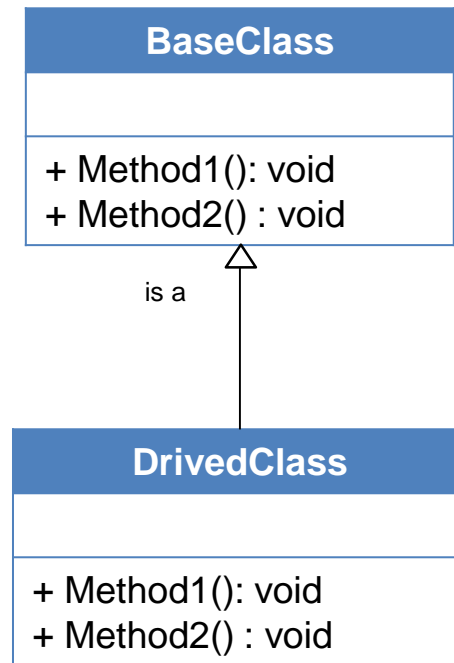 BaseClass
+ Method1(): void
+ Method2() : void
is a
DrivedClass
+ Method1(): void
+ Method2() : void